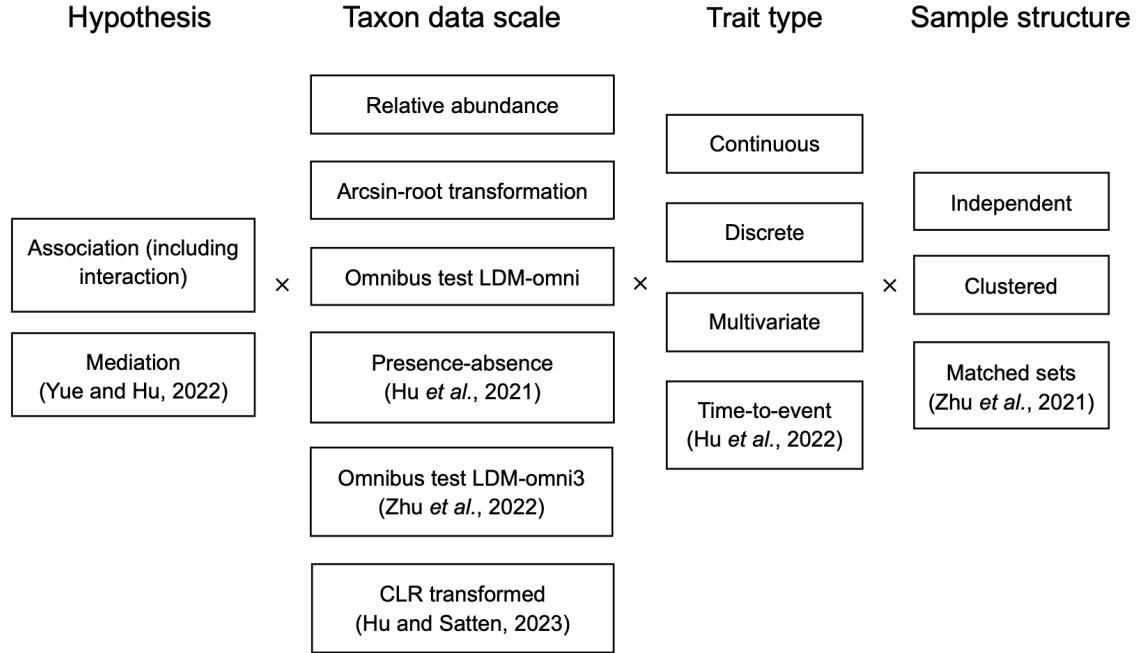 Hypothesis
Association (including
interaction)
Mediation
(Yue and Hu, 2022)
×
Taxon data scale
Relative abundance
Arcsin-root transformation
Omnibus test LDM-omni
Presence-absence
(Hu et al., 2021)
Omnibus test LDM-omni3
(Zhu et al., 2022)
CLR transformed
(Hu and Satten, 2023)
×
Trait type
Continuous
Discrete
Multivariate
Time-to-event
(Hu et al., 2022)
×
Sample structure
Independent
Clustered
Matched sets
(Zhu et al., 2021)